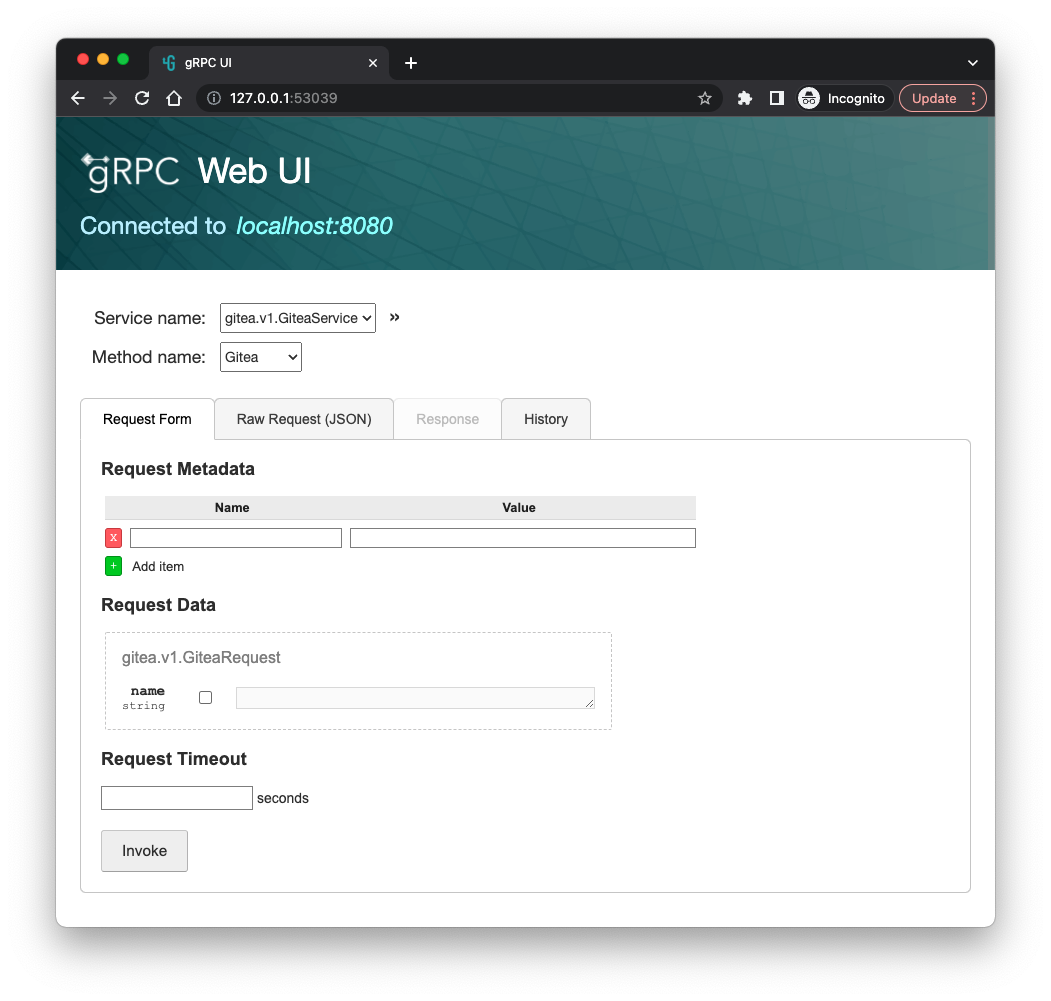 gRPC UI
127.0.0.1:53039
Incognito
Update
gRPC Web UI
Connected to localhost:8080
Service name: gitea.v1.GiteaService »
Method name: Gitea
Request Form Raw Request (JSON) Response History
Request Metadata
Name Value
X
+ Add item
Request Data
gitea.v1.GiteaRequest
name
string
Request Timeout
seconds
Invoke